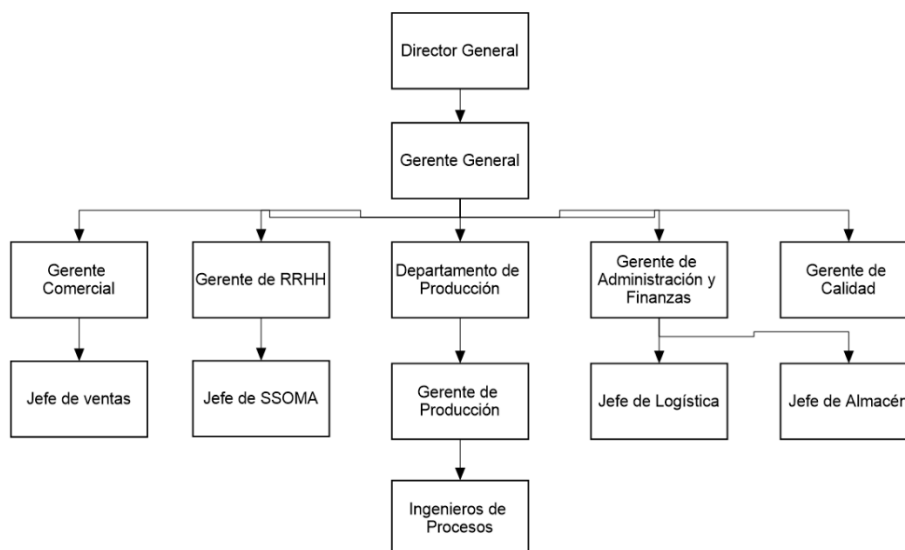 Director General
Gerente General
Gerente
Comercial
Gerente de RRHH
Departamento de
Producción
Gerente de
Administración y
Finanzas
Gerente de
Calidad
Jefe de ventas
Jefe de SSOMA
Gerente de
Producción
Jefe de Logística
Jefe de Almacén
Ingenieros de
Procesos